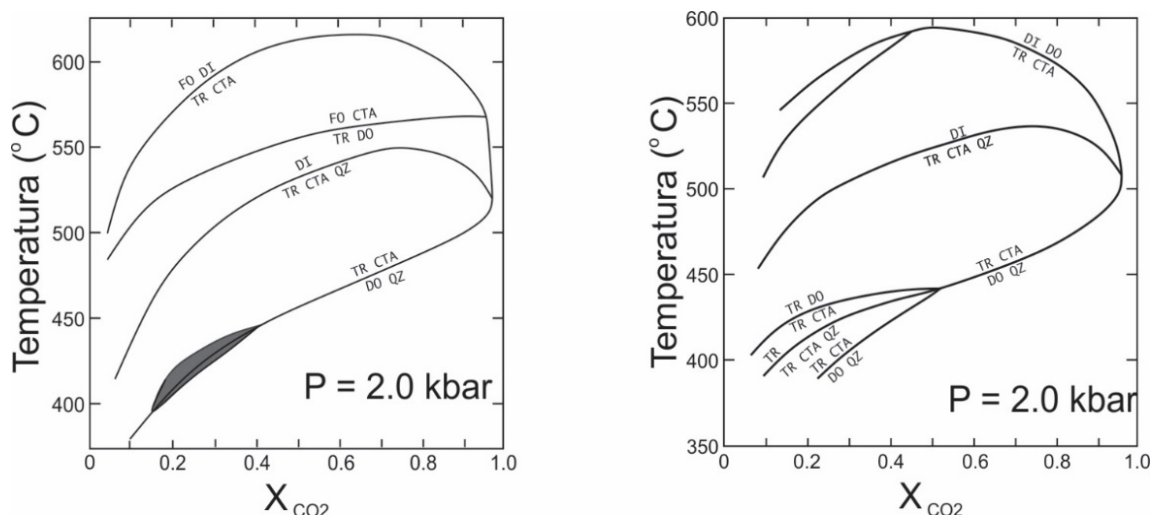 600
550
500
450
400
Temperatura (°C)
FO DI
TR CTA
FO CTA
TR DO
DI
TR CTA QZ
TR CTA
DO QZ
P = 2.0 kbar
0 0.2 0.4 0.6 0.8 1.0
X CO2
600
550
500
450
400
350
Temperatura (°C)
DI DO
TR CTA
DI
TR CTA QZ
TR CTA
DO QZ
TR DO
TR CTA
TR
TR CTA QZ
TR CTA
DO QZ
P = 2.0 kbar
0 0.2 0.4 0.6 0.8 1.0
X CO2